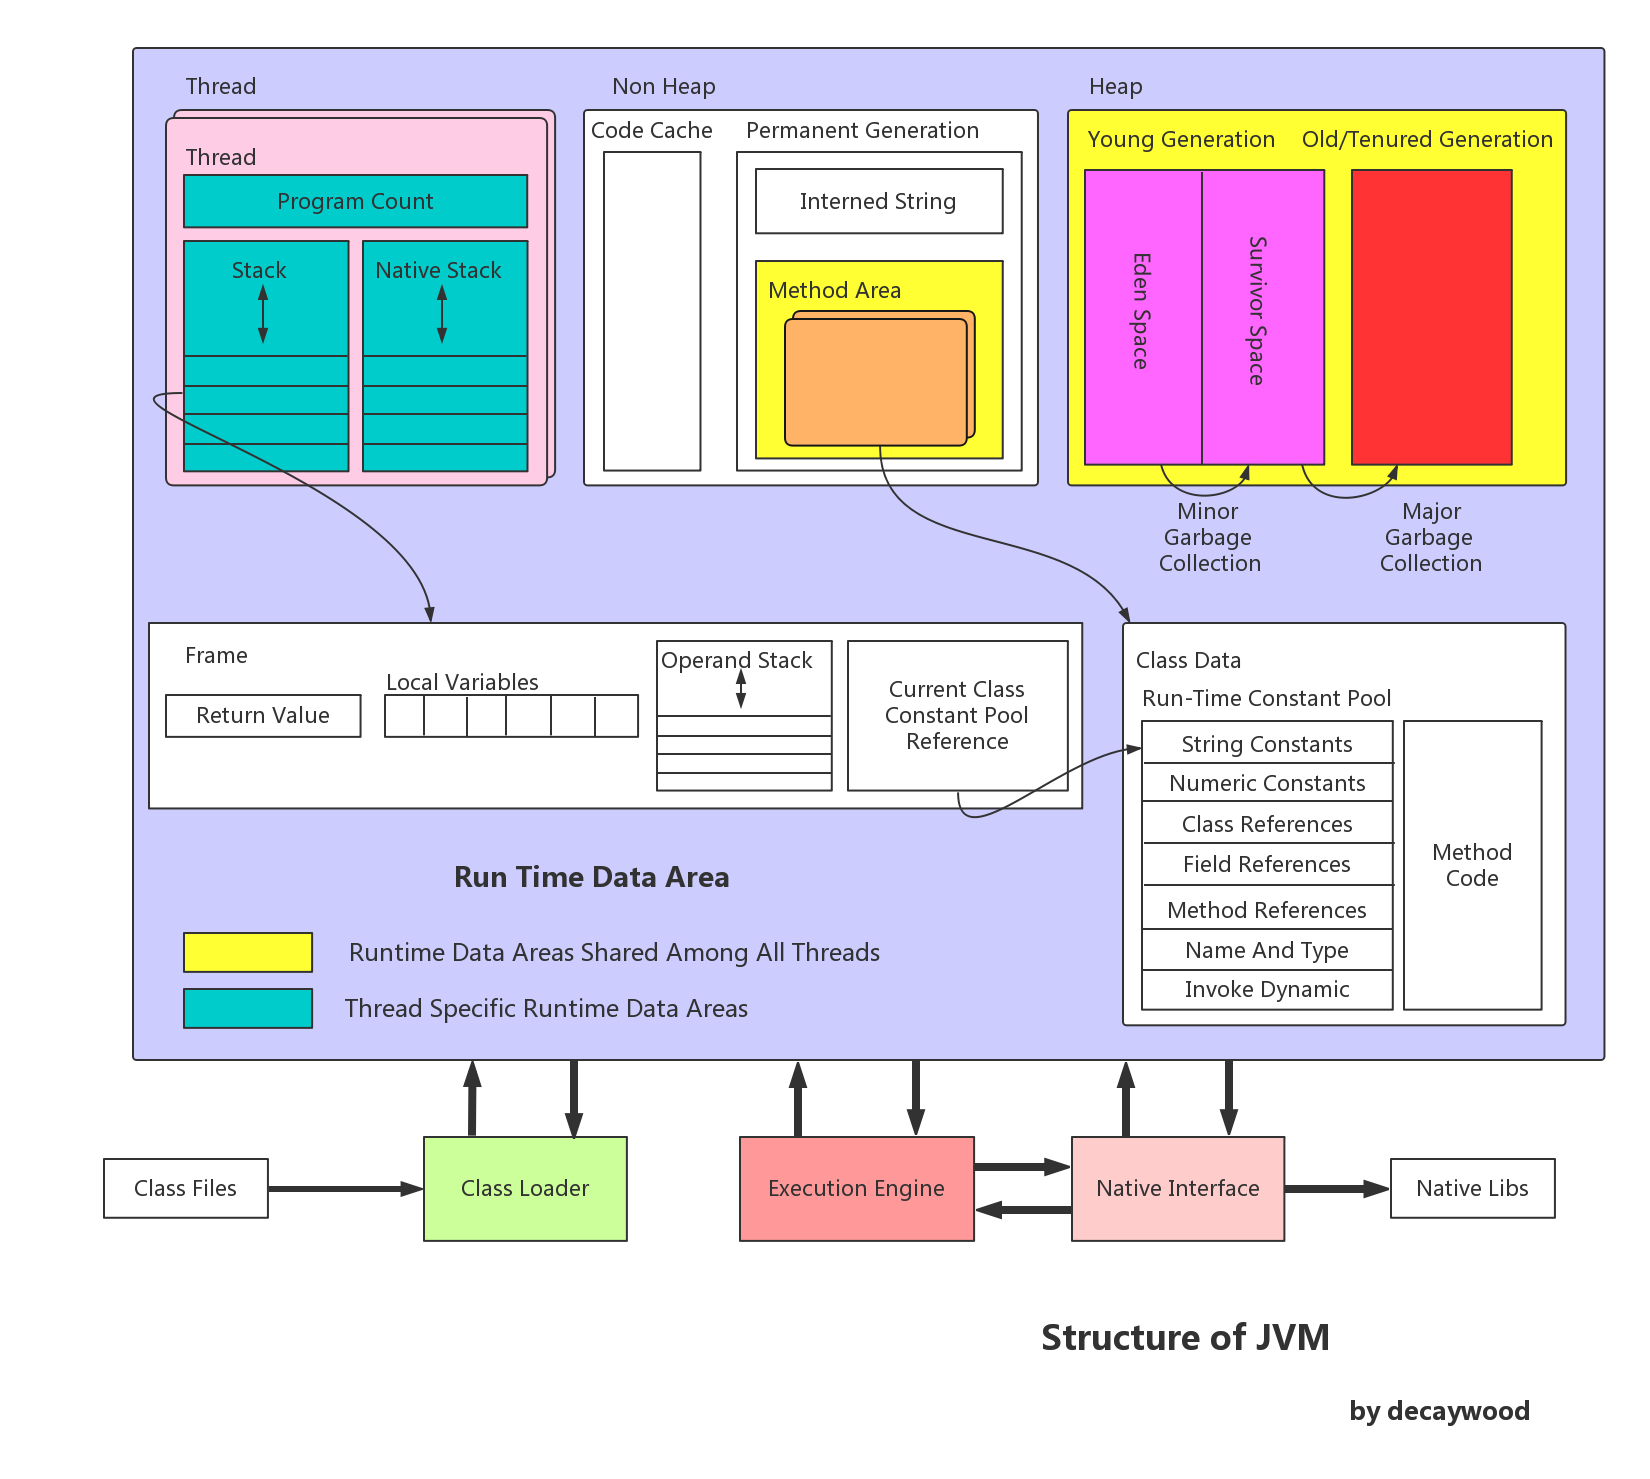 Thread
Non Heap
Heap
Thread
Program Count
Stack
Native Stack
Code Cache
Permanent Generation
Interned String
Method Area
Young Generation
Old/Tenured Generation
Eden Space
Survivor Space
Minor
Garbage
Collection
Major
Garbage
Collection
Frame
Return Value
Local Variables
Operand Stack
Current Class
Constant Pool
Reference
Class Data
Run-Time Constant Pool
String Constants
Numeric Constants
Class References
Field References
Method References
Name And Type
Invoke Dynamic
Method
Code
Run Time Data Area
Runtime Data Areas Shared Among All Threads
Thread Specific Runtime Data Areas
Class Files
Class Loader
Execution Engine
Native Interface
Native Libs
Structure of JVM
by decaywood